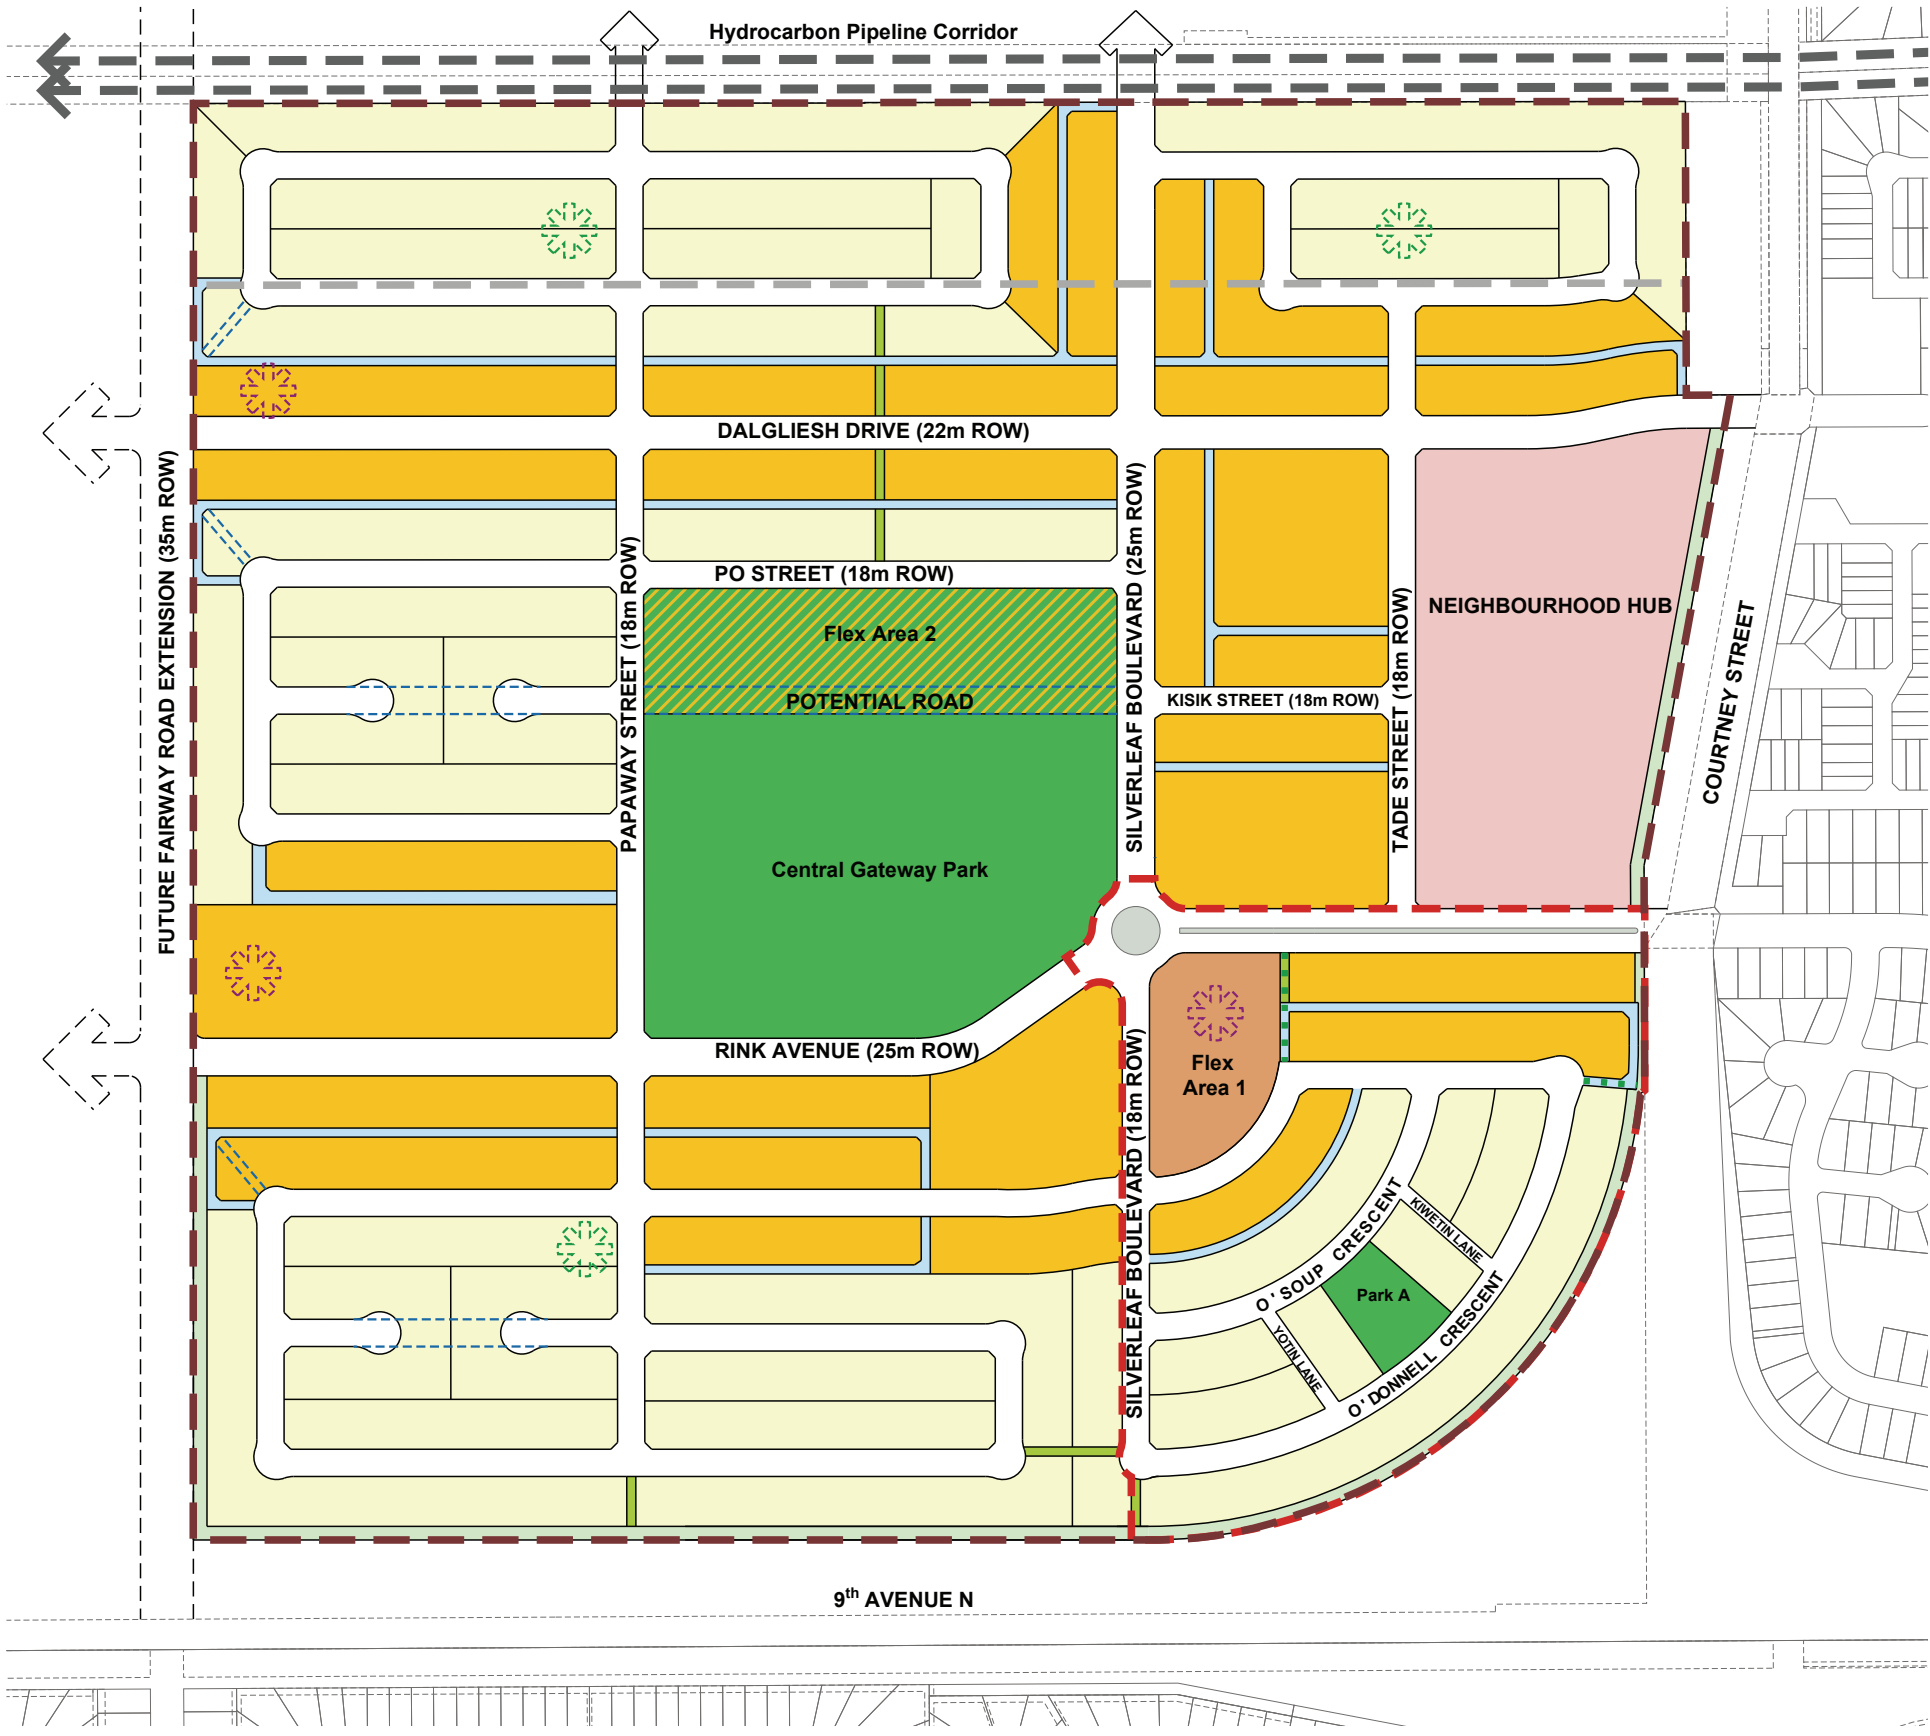 Hydrocarbon Pipeline Corridor
DALGLIESH DRIVE (22m ROW)
FUTURE FAIRWAY ROAD EXTENSION (35m ROW)
PAPAWAY STREET (18m ROW)
SILVERLEAF BOULEVARD (25m ROW)
PO STREET (18m ROW)
Flex Area 2
POTENTIAL ROAD
KISIK STREET (18m ROW)
TADE STREET (18m ROW)
NEIGHBOURHOOD HUB
COURTNEY STREET
Central Gateway Park
RINK AVENUE (25m ROW)
Flex
Area 1
SILVERLEAF BOULEVARD (18m ROW)
O'SOUP CRESCENT
KIWETIN LANE
Park A
YOTIN LANE
O'DONNELL CRESCENT
9th AVENUE N